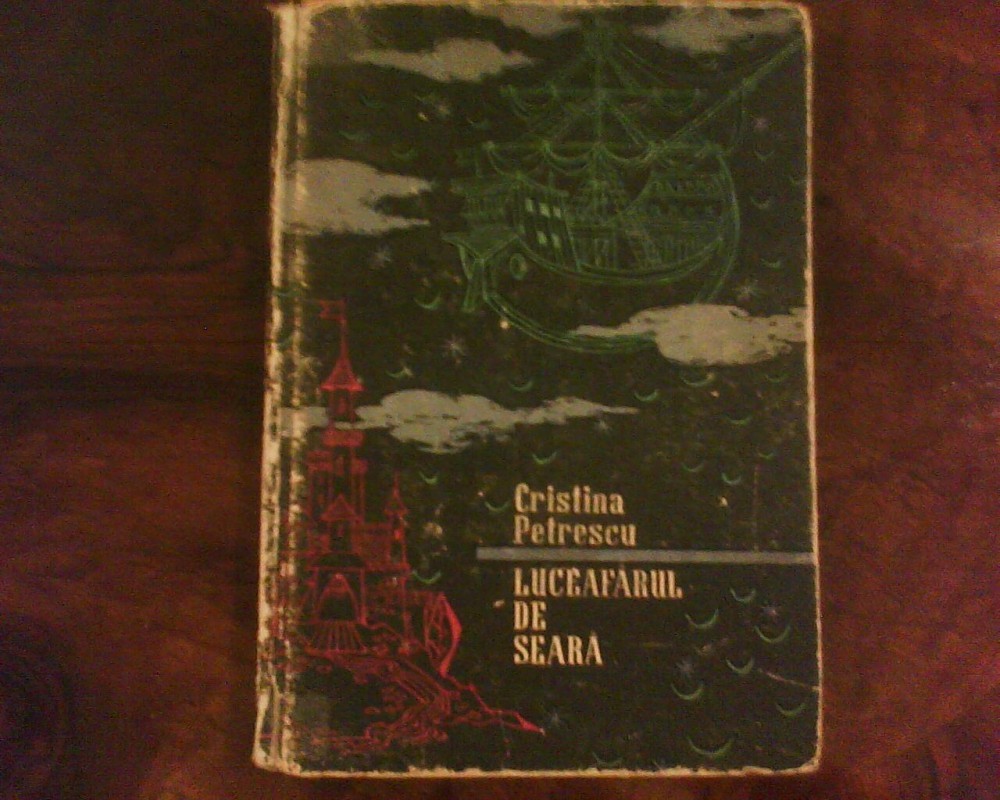 Cristina
Petrescu
LUCEAFĂRUL
DE
SEARĂ